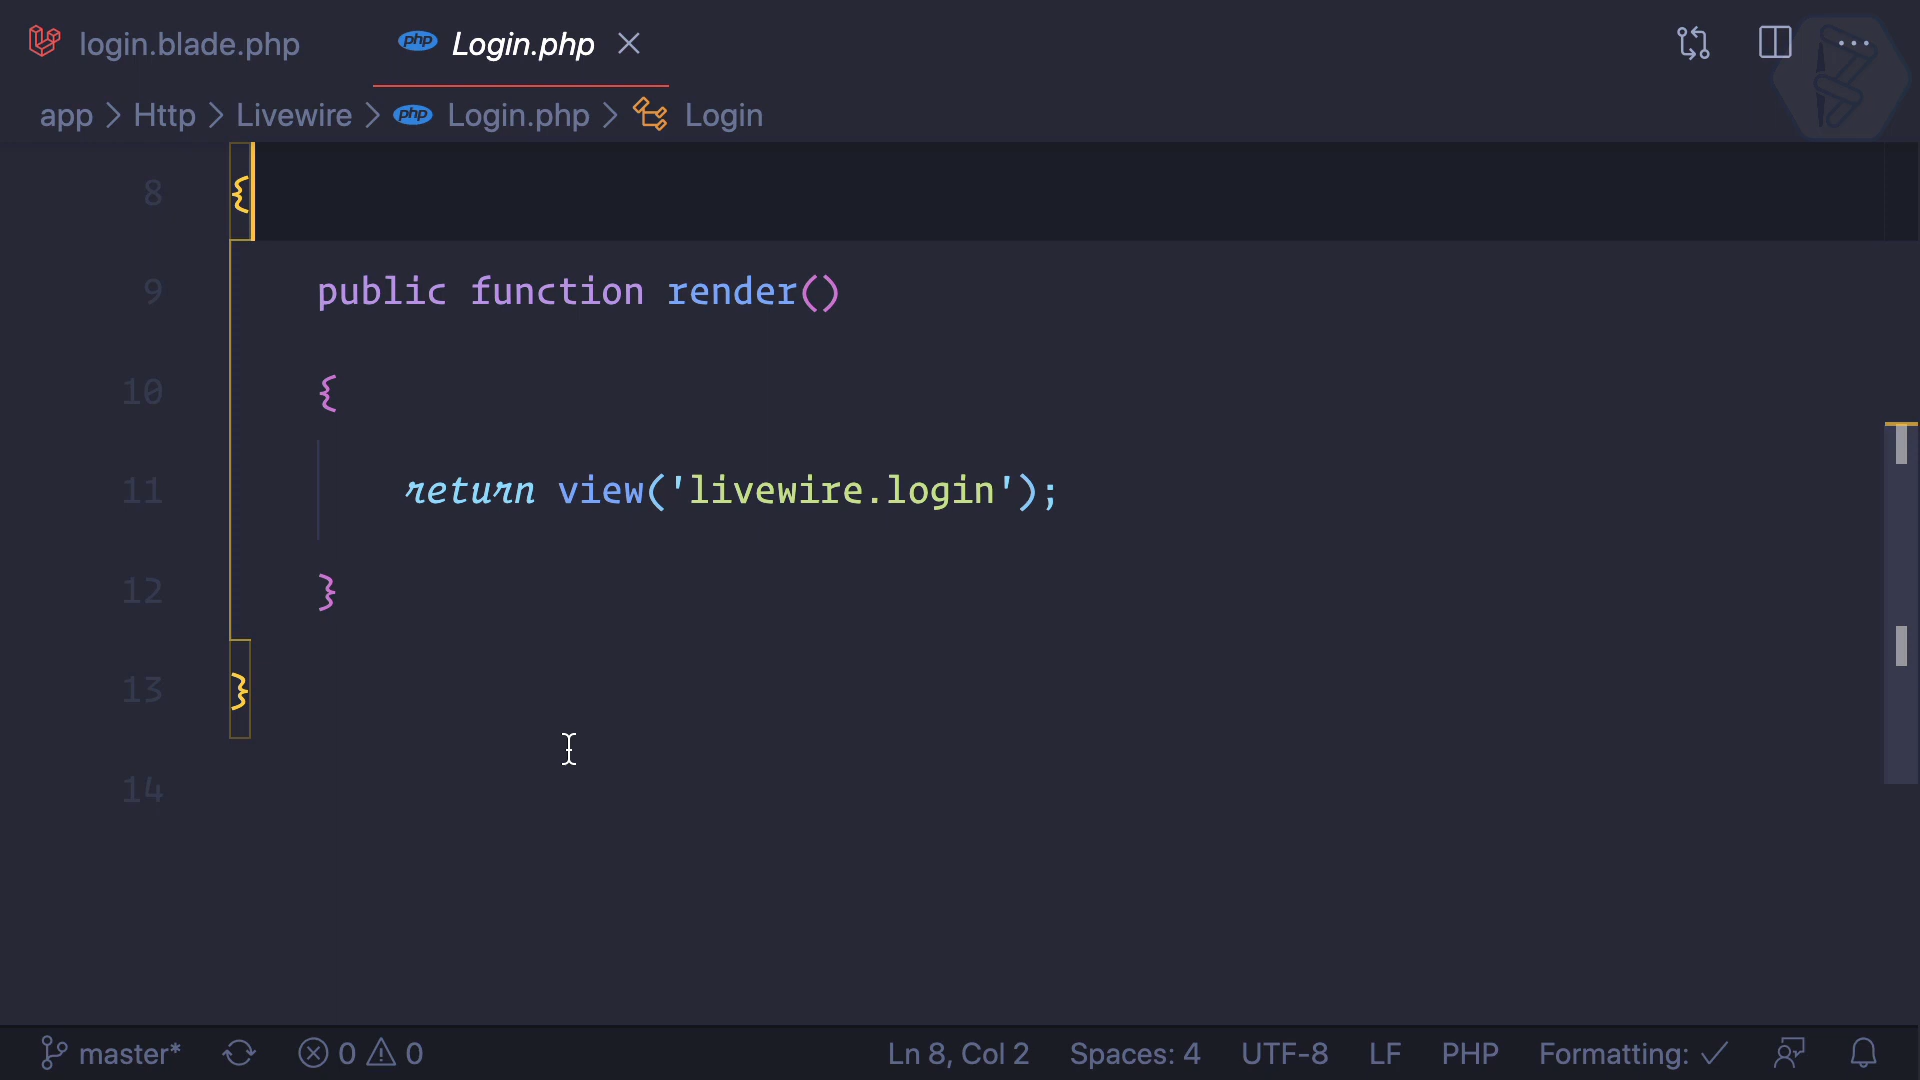 login.blade.php
php Login.php
app > Http > Livewire > php Login.php > Login
8 {
9 public function render()
10 {
11 return view('livewire.login');
12 }
13 }
14
master* 0 0 Ln 8, Col 2 Spaces: 4 UTF-8 LF PHP Formatting: ✓